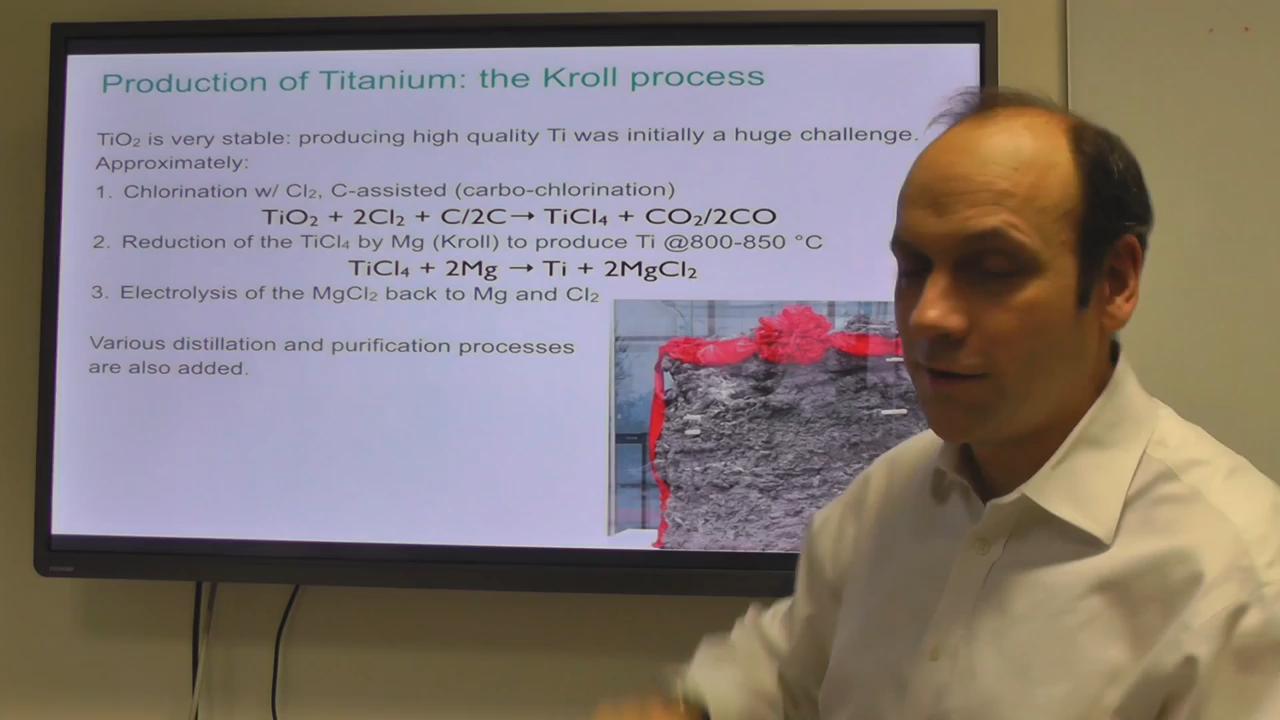 Production of Titanium: the Kroll process
TiO₂ is very stable: producing high quality Ti was initially a huge challenge.
Approximately:
1. Chlorination w/ Cl₂, C-assisted (carbo-chlorination)
TiO₂ + 2Cl₂ + C/2C → TiCl₄ + CO₂/2CO
2. Reduction of the TiCl₄ by Mg (Kroll) to produce Ti @800-850 °C
TiCl₄ + 2Mg → Ti + 2MgCl₂
3. Electrolysis of the MgCl₂ back to Mg and Cl₂
Various distillation and purification processes
are also added.